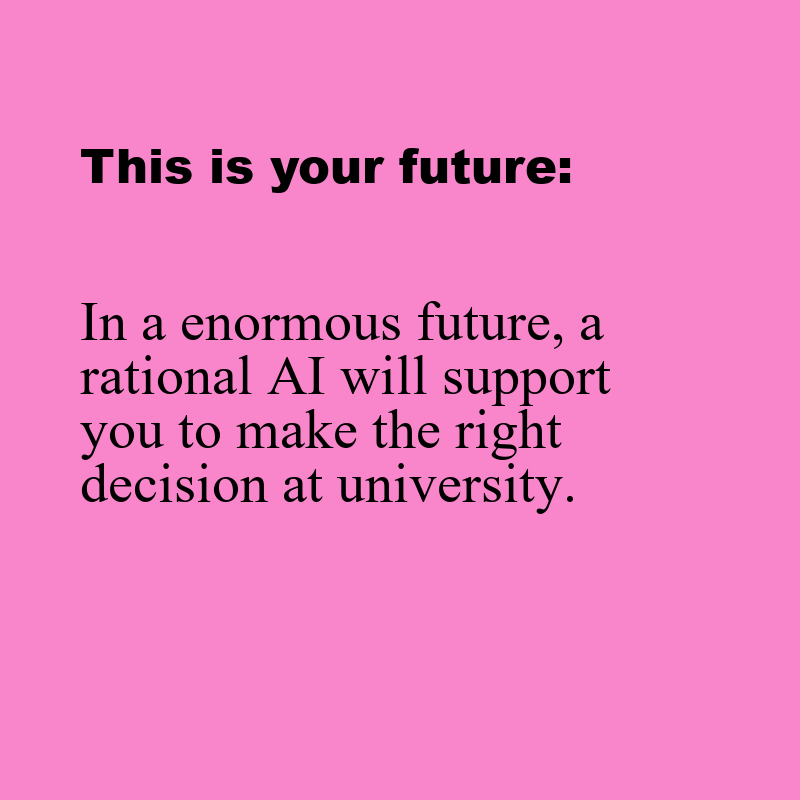 This is your future:
In a enormous future, a
rational AI will support
you to make the right
decision at university.